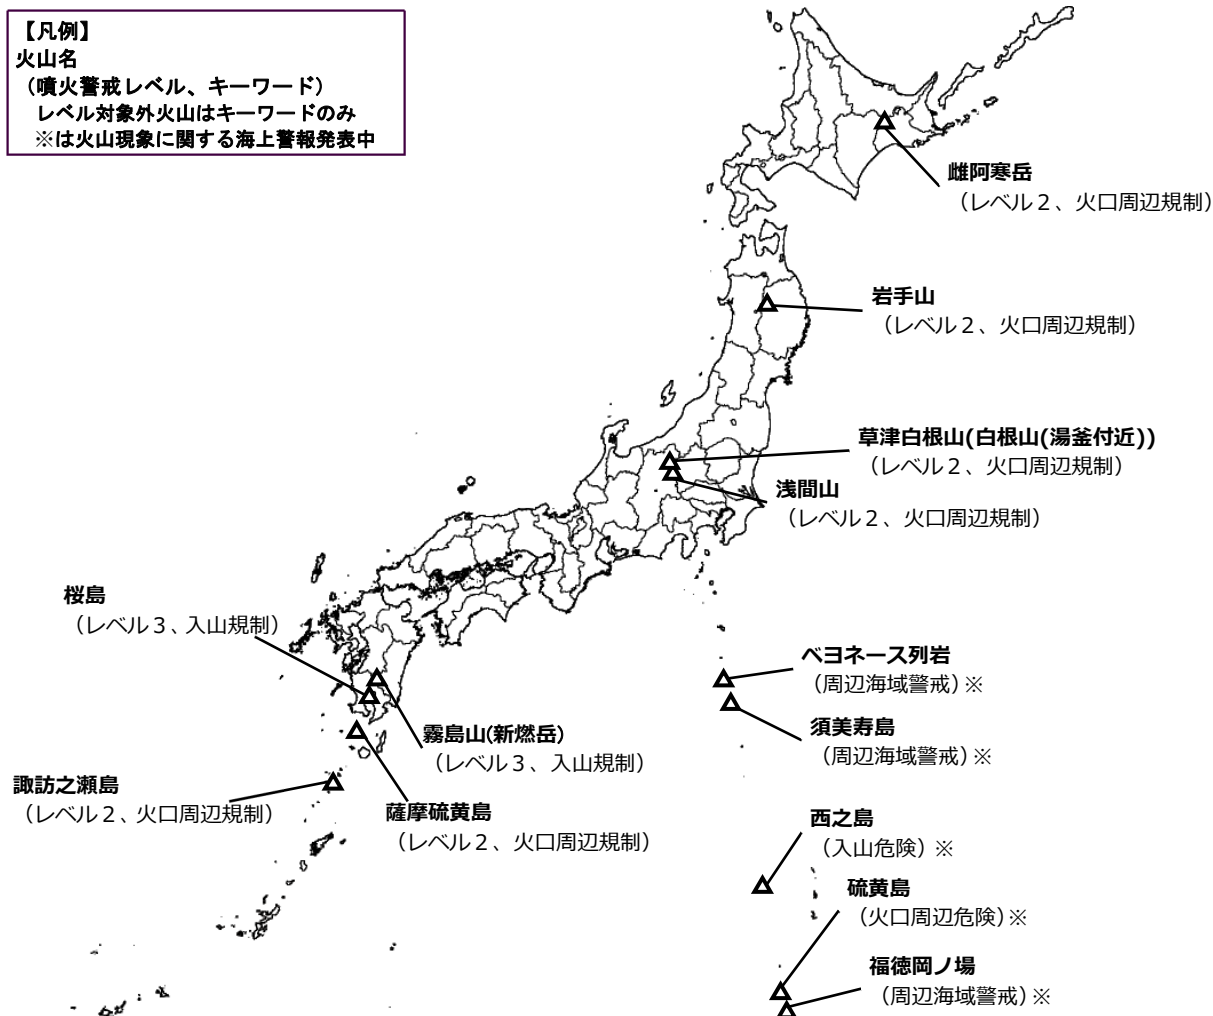 【凡例】
火山名
（噴火警戒レベル、キーワード）
レベル対象外火山はキーワードのみ
※は火山現象に関する海上警報発表中
雌阿寒岳
（レベル２、火口周辺規制）
岩手山
（レベル２、火口周辺規制）
草津白根山(白根山(湯釜付近))
（レベル２、火口周辺規制）
浅間山
（レベル２、火口周辺規制）
桜島
（レベル３、入山規制）
ベヨネース列岩
（周辺海域警戒）※
霧島山(新燃岳)
（レベル３、入山規制）
須美寿島
（周辺海域警戒）※
諏訪之瀬島
（レベル２、火口周辺規制）
薩摩硫黄島
（レベル２、火口周辺規制）
西之島
（入山危険）※
硫黄島
（火口周辺危険）※
福徳岡ノ場
（周辺海域警戒）※